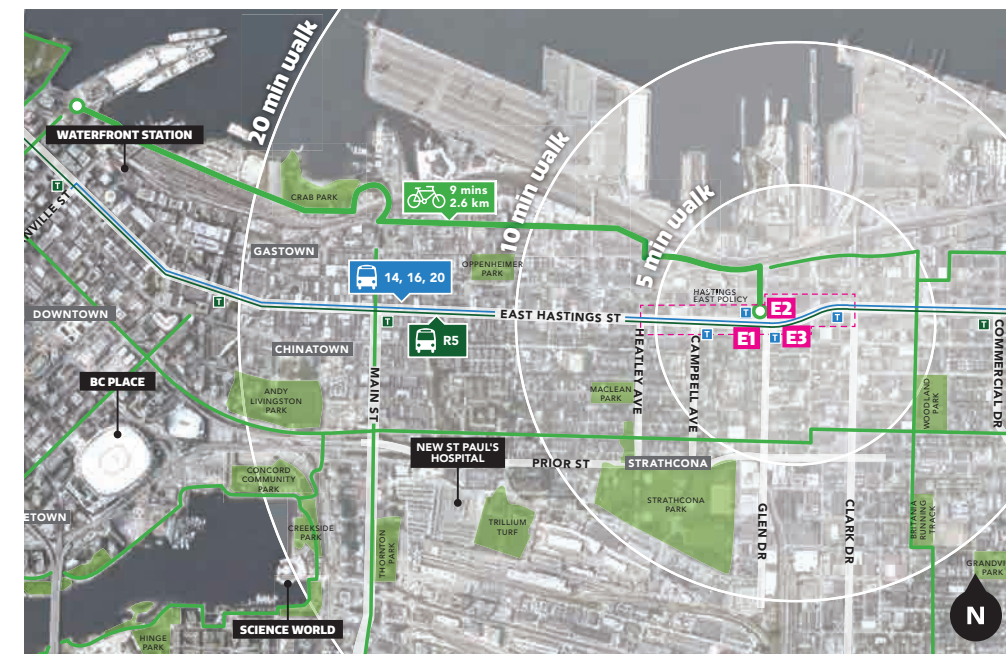 20 min walk
10 min walk
5 min walk
WATERFRONT STATION
CRAB PARK
9 mins
2.6 km
T
GASTOWN
OPPENHEIMER
PARK
14, 16, 20
HASTINGS
EAST POLICY
T
E2
DOWNTOWN
T
T
EAST HASTINGS ST
E1
E3
T
T
T
T
R5
CHINATOWN
BC PLACE
ANDY
LIVINGSTON
PARK
MAIN ST
MACLEAN
PARK
HEATLEY AVE
CAMPBELL AVE
WOODLAND
PARK
COMMERCIAL DR
NEW ST PAUL'S
HOSPITAL
PRIOR ST
STRATHCONA
CONCORD
COMMUNITY
PARK
STRATHCONA
PARK
ETOWN
CREEKSIDE
PARK
TRILLIUM
TURF
THORNTON
PARK
GLEN DR
CLARK DR
BRITANIA
RUNNING
TRACK
GRANDVI
PARK
NVILLE ST
SCIENCE WORLD
HINGE
PARK
N